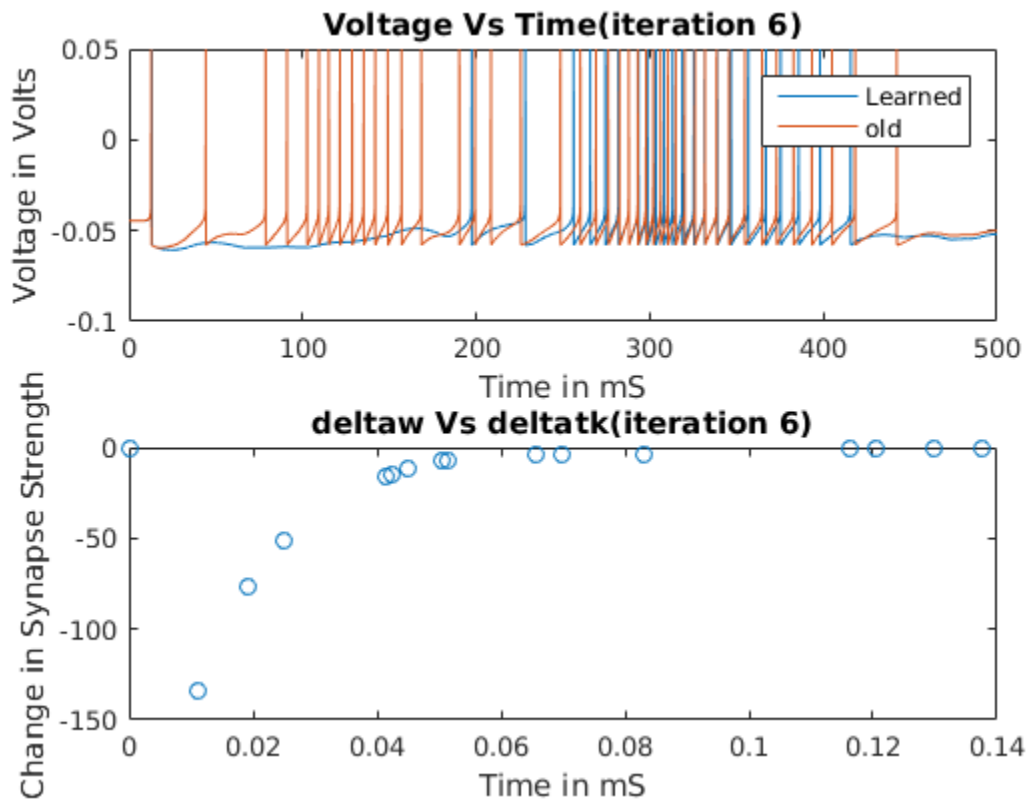 Voltage Vs Time(iteration 6)
Voltage in Volts
0.05
0
-0.05
-0.1
Learned
old
0 100 200 300 400 500
Time in mS
deltaw Vs deltatk(iteration 6)
Change in Synapse Strength
0
-50
-100
-150
0 0.02 0.04 0.06 0.08 0.1 0.12 0.14
Time in mS